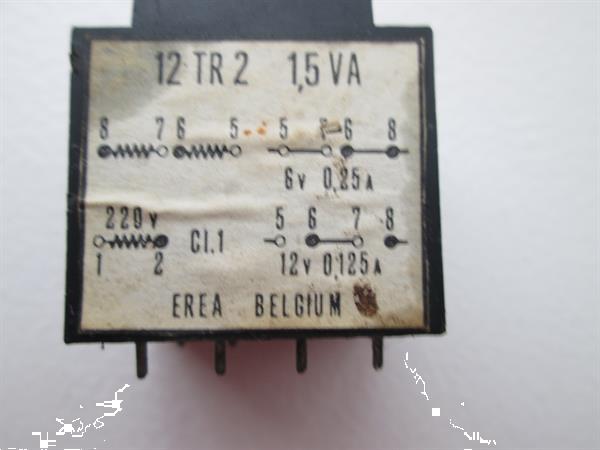 12 TR 2 1,5 VA
8 7 6 5 5 7 6 8
6V 0,25A
220V 5 6 7 8
CI.1
1 2 12V 0,125A
EREA BELGIUM